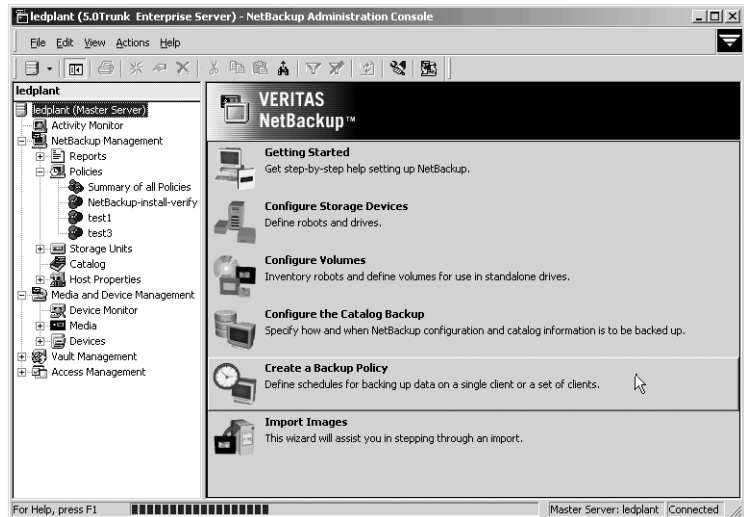 ledplant (5.0Trunk Enterprise Server) - NetBackup Administration Console
File Edit View Actions Help
ledplant
ledplant (Master Server)
Activity Monitor
NetBackup Management
Reports
Policies
Summary of all Policies
NetBackup-install-verify
test1
test3
Storage Units
Catalog
Host Properties
Media and Device Management
Device Monitor
Media
Devices
Vault Management
Access Management
VERITAS
NetBackup™
Getting Started
Get step-by-step help setting up NetBackup.
Configure Storage Devices
Define robots and drives.
Configure Volumes
Inventory robots and define volumes for use in standalone drives.
Configure the Catalog Backup
Specify how and when NetBackup configuration and catalog information is to be backed up.
Create a Backup Policy
Define schedules for backing up data on a single client or a set of clients.
Import Images
This wizard will assist you in stepping through an import.
For Help, press F1
Master Server: ledplant
Connected